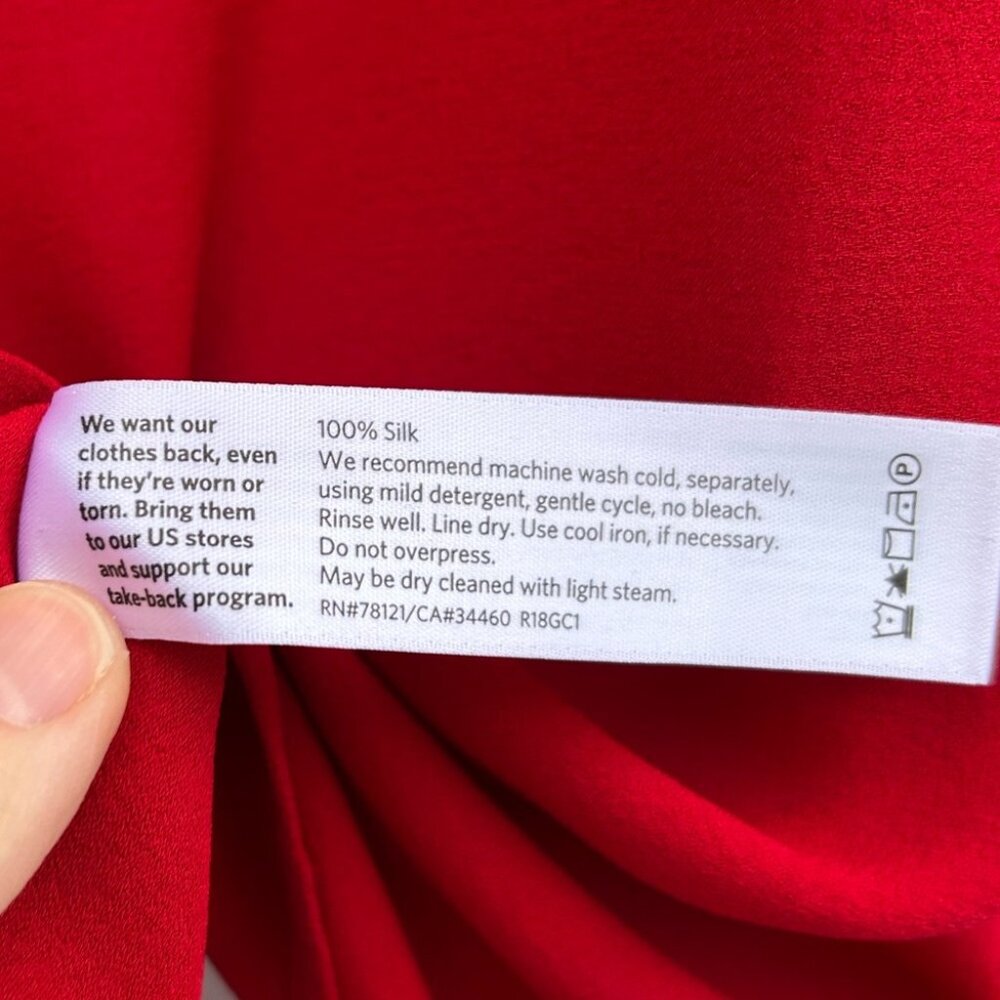 We want our
clothes back, even
if they're worn or
torn. Bring them
to our US stores
and support our
take-back program.
100% Silk
We recommend machine wash cold, separately,
using mild detergent, gentle cycle, no bleach.
Rinse well. Line dry. Use cool iron, if necessary.
Do not overpress.
May be dry cleaned with light steam.
RN#78121/CA#34460 R18GC1
P